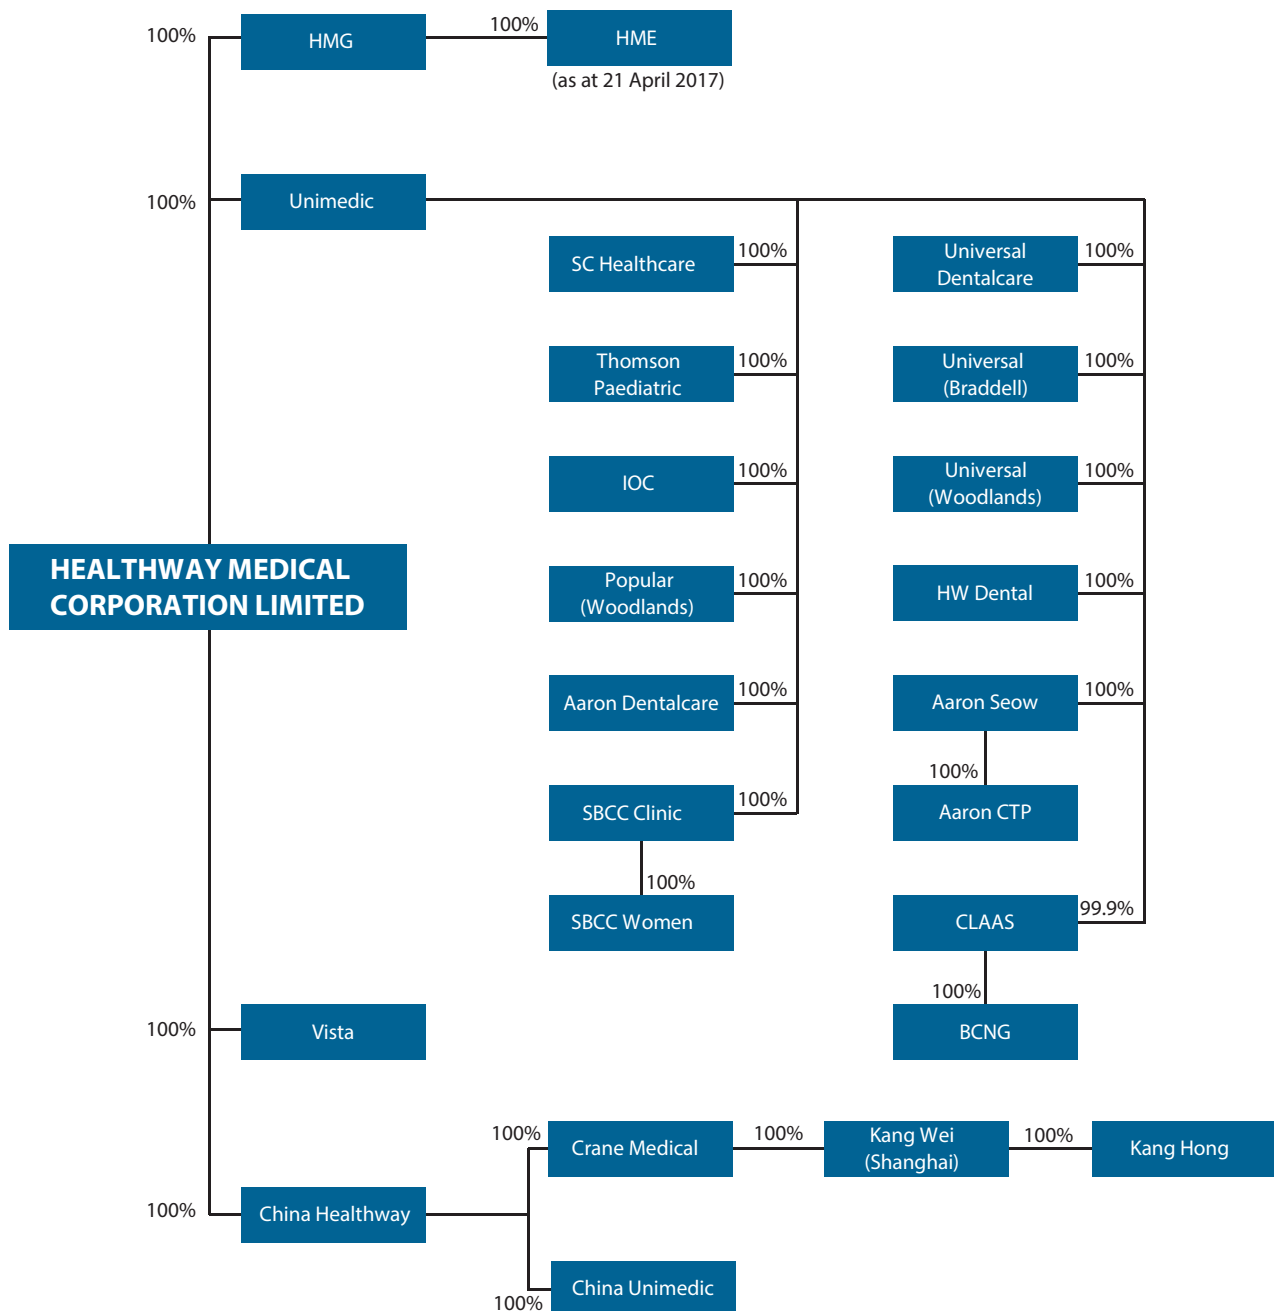 100%
HMG
100%
HME
(as at 21 April 2017)
100%
Unimedic
SC Healthcare
100%
Universal
Dentalcare
100%
Thomson
Paediatric
100%
Universal
(Braddell)
100%
IOC
100%
Universal
(Woodlands)
100%
HEALTHWAY MEDICAL
CORPORATION LIMITED
Popular
(Woodlands)
100%
HW Dental
100%
Aaron Dentalcare
100%
Aaron Seow
100%
100%
Aaron CTP
SBCC Clinic
100%
100%
SBCC Women
CLAAS
99.9%
100%
BCNG
100%
Vista
100%
China Healthway
100%
Crane Medical
100%
Kang Wei
(Shanghai)
100%
Kang Hong
100%
China Unimedic